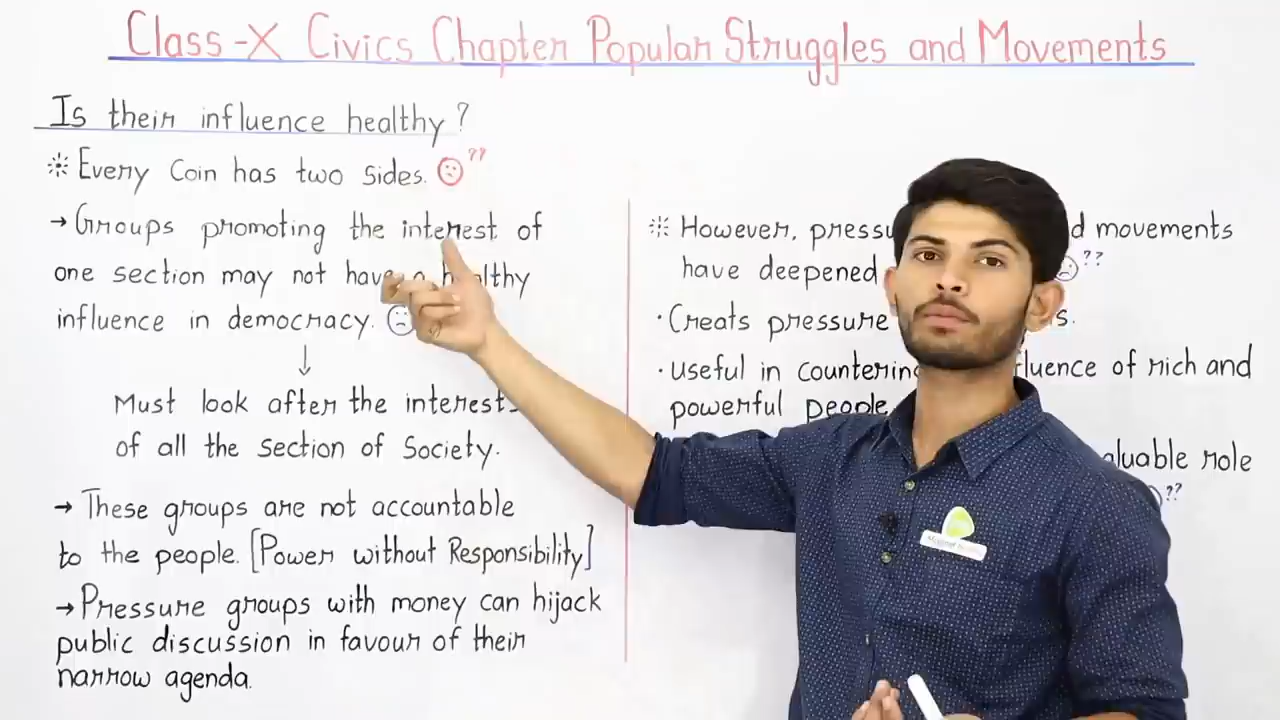 Class-X Civics Chapter Popular Struggles and Movements
Is their influence healthy?
Every Coin has two sides. ??
→ Groups promoting the interest of
one section may not have a healthy
influence in democracy.
↓
Must look after the interest
of all the section of Society.
→ These groups are not accountable
to the people. [Power without Responsibility]
→ Pressure groups with money can hijack
public discussion in favour of their
narrow agenda.
However, movements
have deepened ??
· Creats pressure
· useful in of rich and
powerful people
role
??